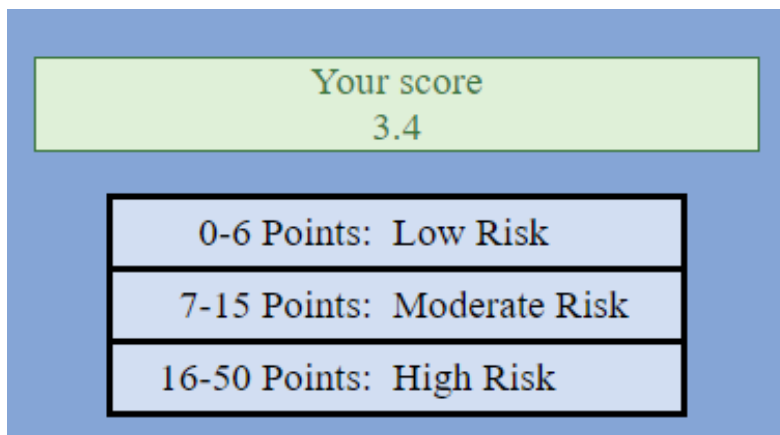 Your score
3.4
0-6 Points: Low Risk
7-15 Points: Moderate Risk
16-50 Points: High Risk